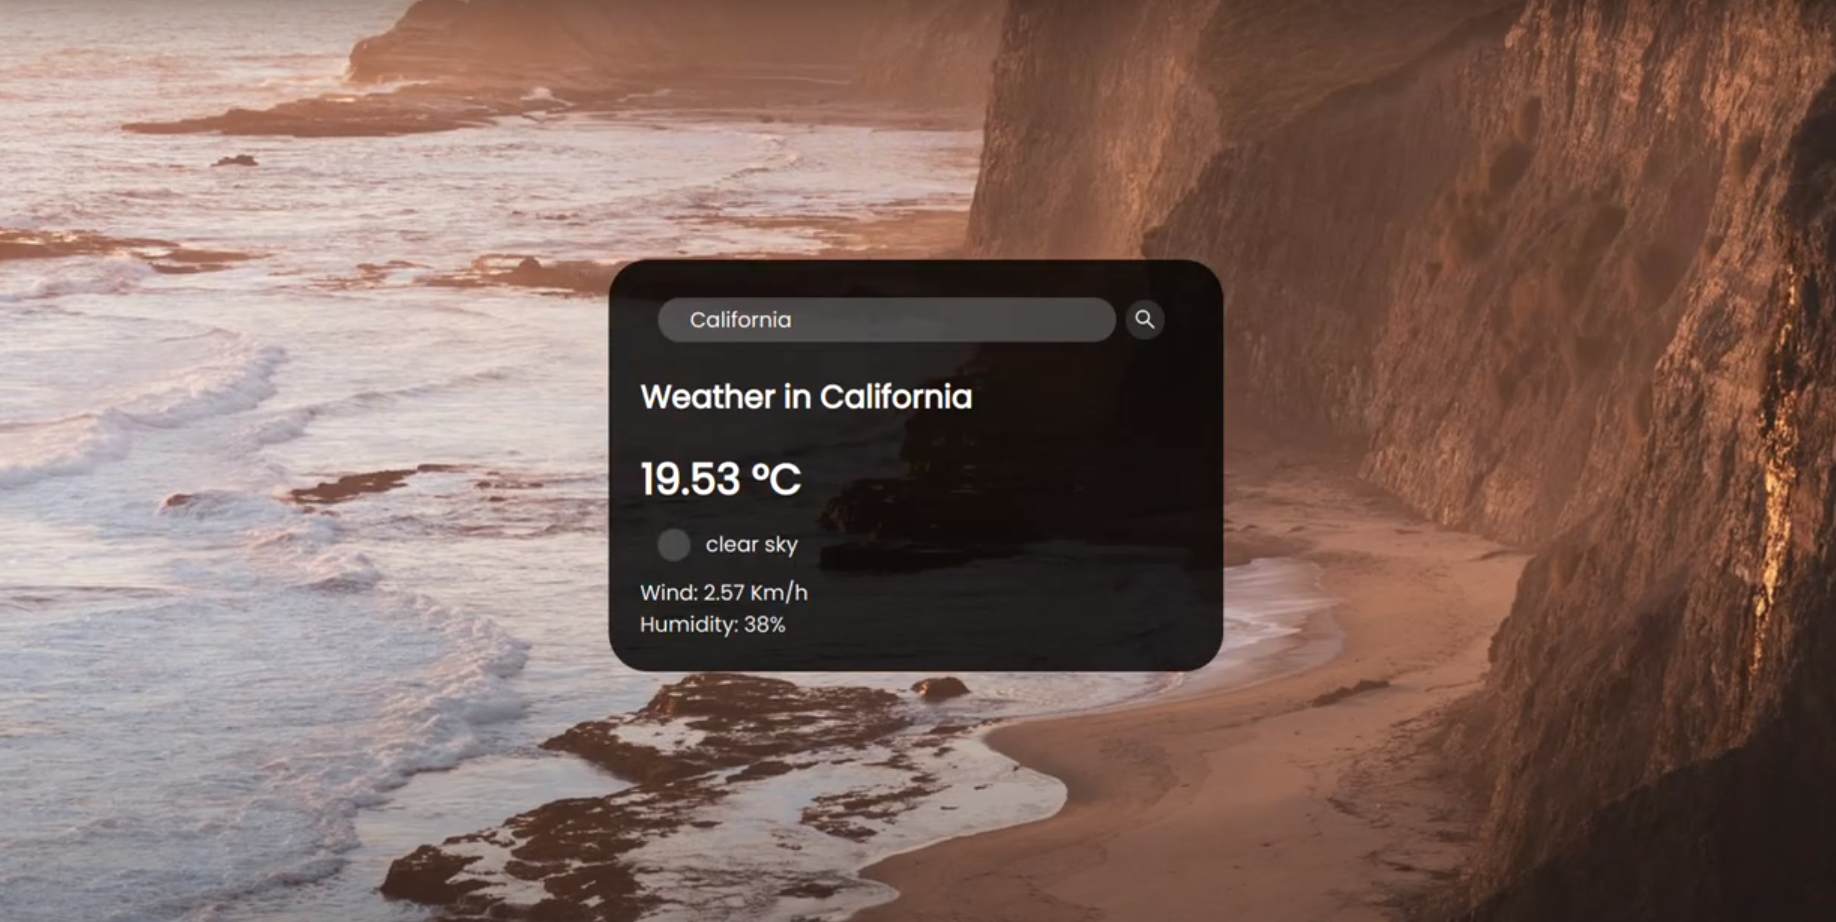 California
Weather in California
19.53 °C
clear sky
Wind: 2.57 Km/h
Humidity: 38%